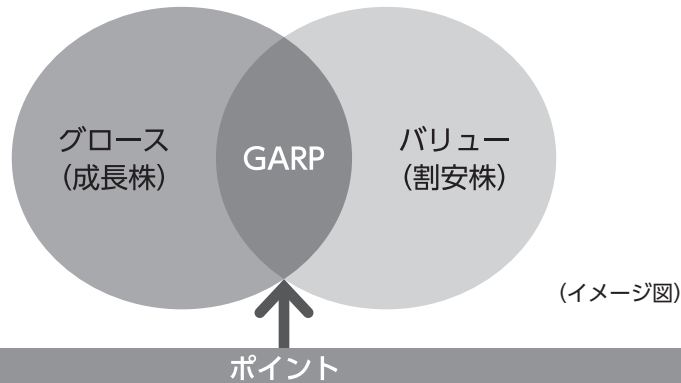 グロース
（成長株）
GARP
バリュー
（割安株）
（イメージ図）
ポイント